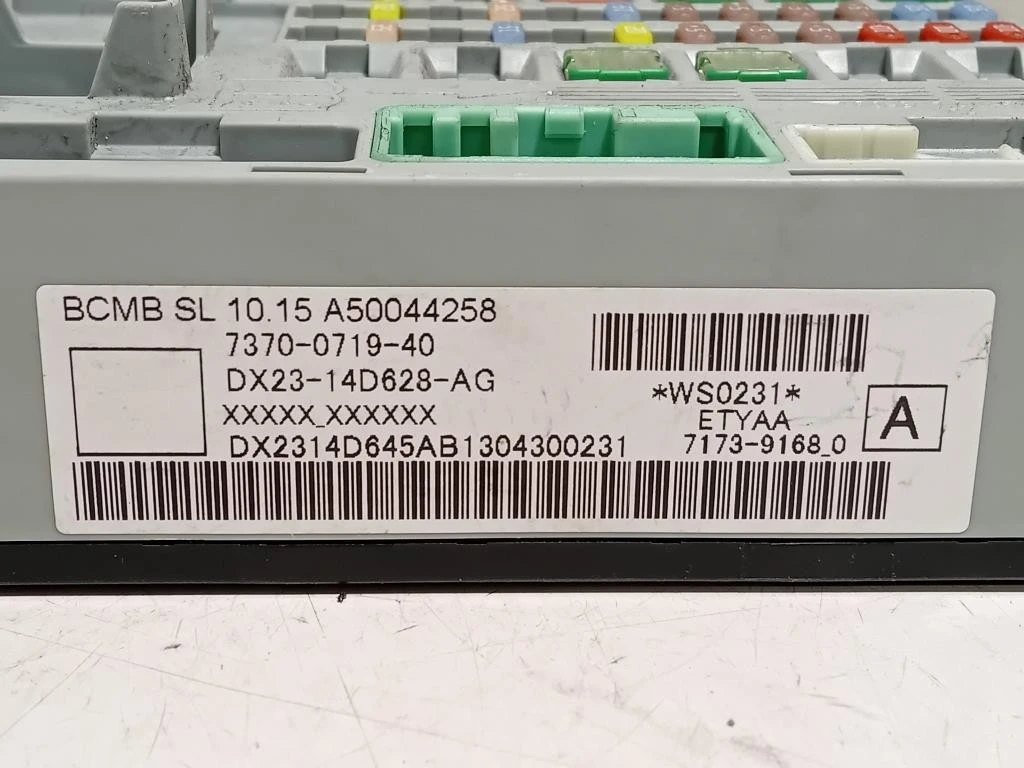 BCMB SL 10.15 A50044258
7370-0719-40
DX23-14D628-AG
XXXXX_XXXXXX
DX2314D645AB1304300231
*WS0231*
ETYAA
7173-9168_0
A